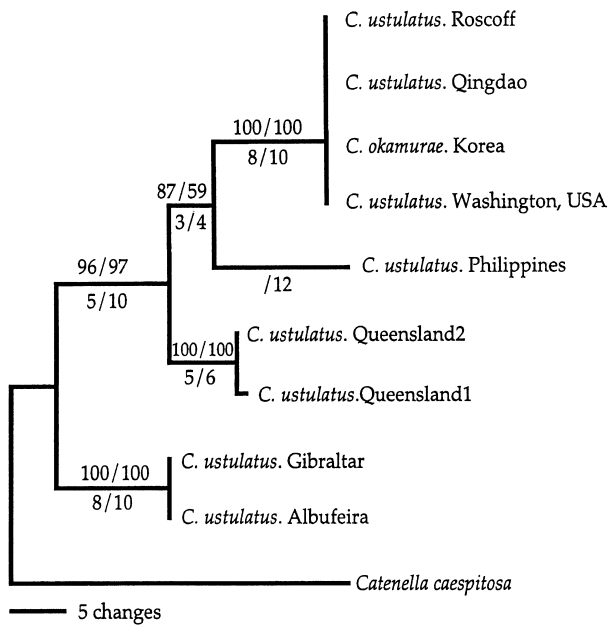 C. ustulatus. Roscoff
C. ustulatus. Qingdao
100/100
8/10
C. okamurae. Korea
87/59
3/4
C. ustulatus. Washington, USA
96/97
5/10
C. ustulatus. Philippines
/12
C. ustulatus. Queensland2
100/100
5/6
C. ustulatus.Queensland1
C. ustulatus. Gibraltar
100/100
8/10
C. ustulatus. Albufeira
Catenella caespitosa
5 changes